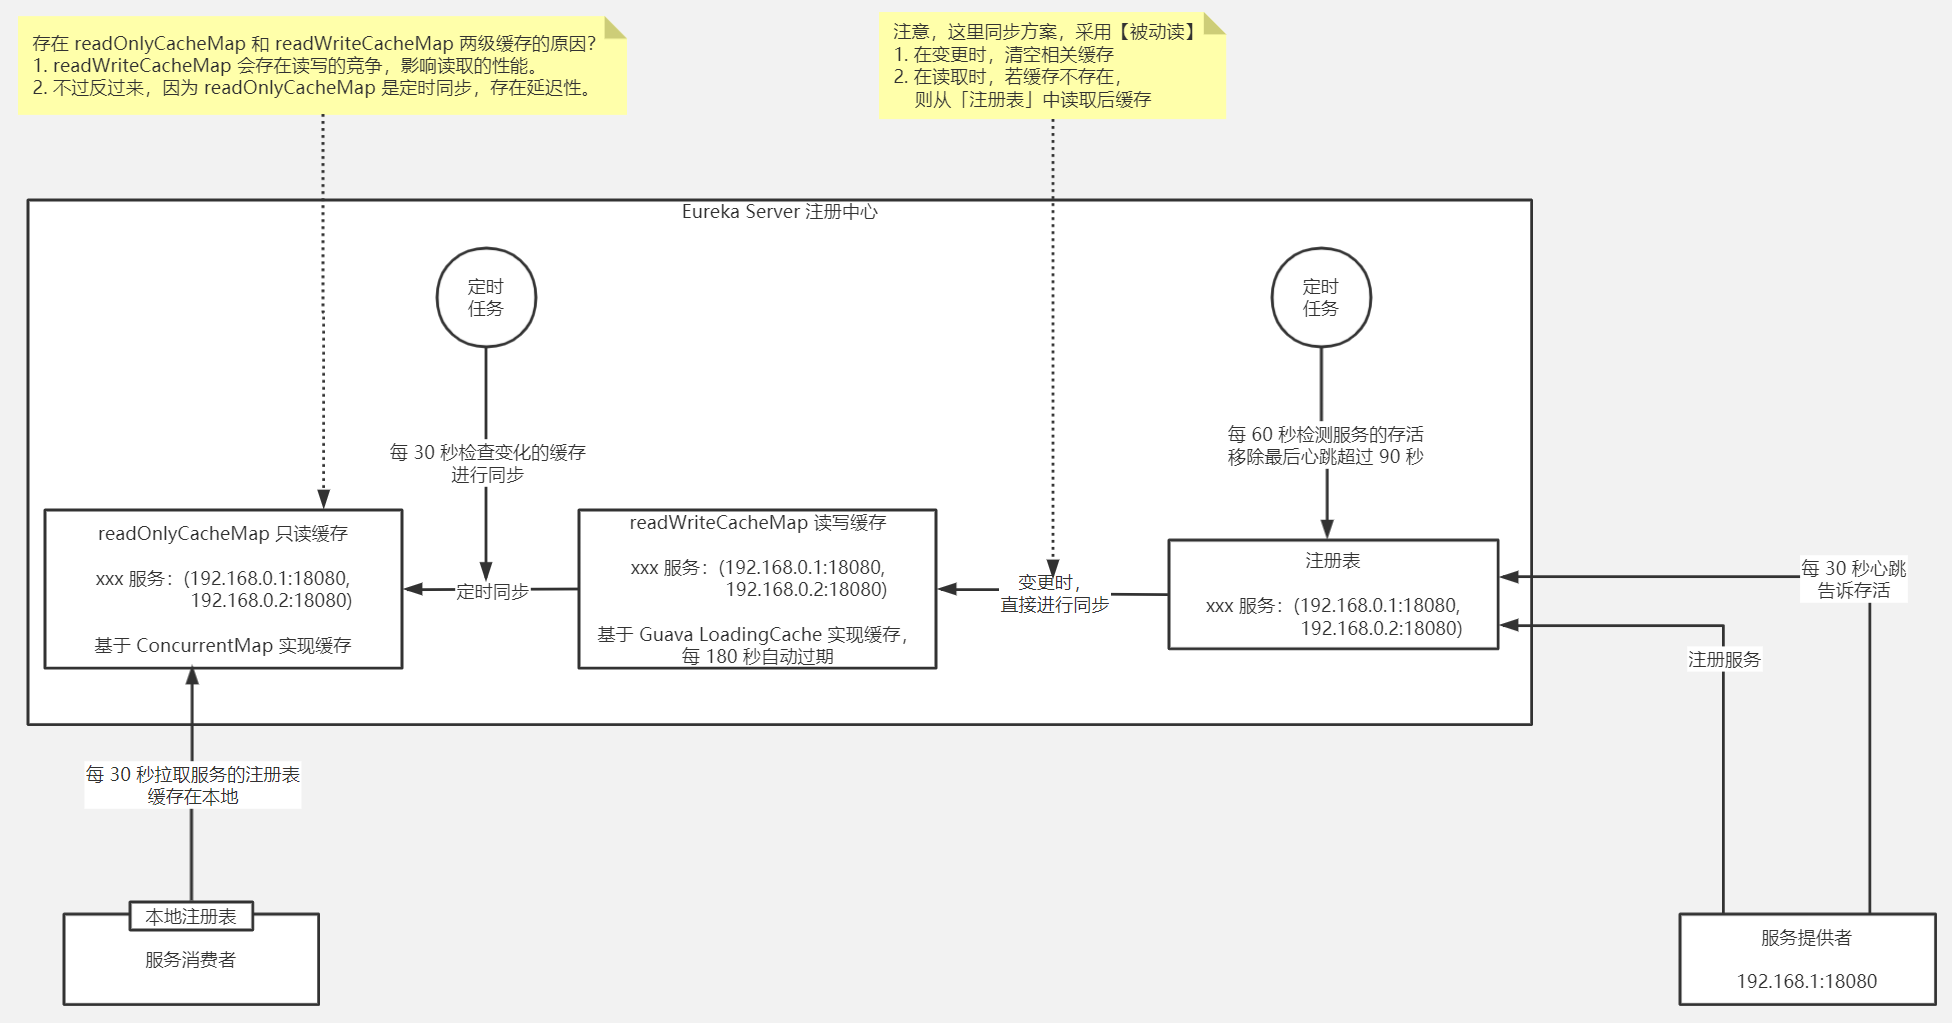 存在 readOnlyCacheMap 和 readWriteCacheMap 两级缓存的原因?
1. readWriteCacheMap 会存在读写的竞争，影响读取的性能。
2. 不过反过来，因为 readOnlyCacheMap 是定时同步，存在延迟性。
注意，这里同步方案，采用【被动读】
1. 在变更时，清空相关缓存
2. 在读取时，若缓存不存在，
则从「注册表」中读取后缓存
Eureka Server 注册中心
定时
任务
定时
任务
每 30 秒检查变化的缓存
进行同步
每 60 秒检测服务的存活
移除最后心跳超过 90 秒
readOnlyCacheMap 只读缓存
xxx 服务：(192.168.0.1:18080,
192.168.0.2:18080)
基于 ConcurrentMap 实现缓存
定时同步
readWriteCacheMap 读写缓存
xxx 服务：(192.168.0.1:18080,
192.168.0.2:18080)
基于 Guava LoadingCache 实现缓存，
每 180 秒自动过期
变更时，
直接进行同步
注册表
xxx 服务：(192.168.0.1:18080,
192.168.0.2:18080)
每 30 秒心跳
告诉存活
注册服务
每 30 秒拉取服务的注册表
缓存在本地
本地注册表
服务消费者
服务提供者
192.168.1:18080